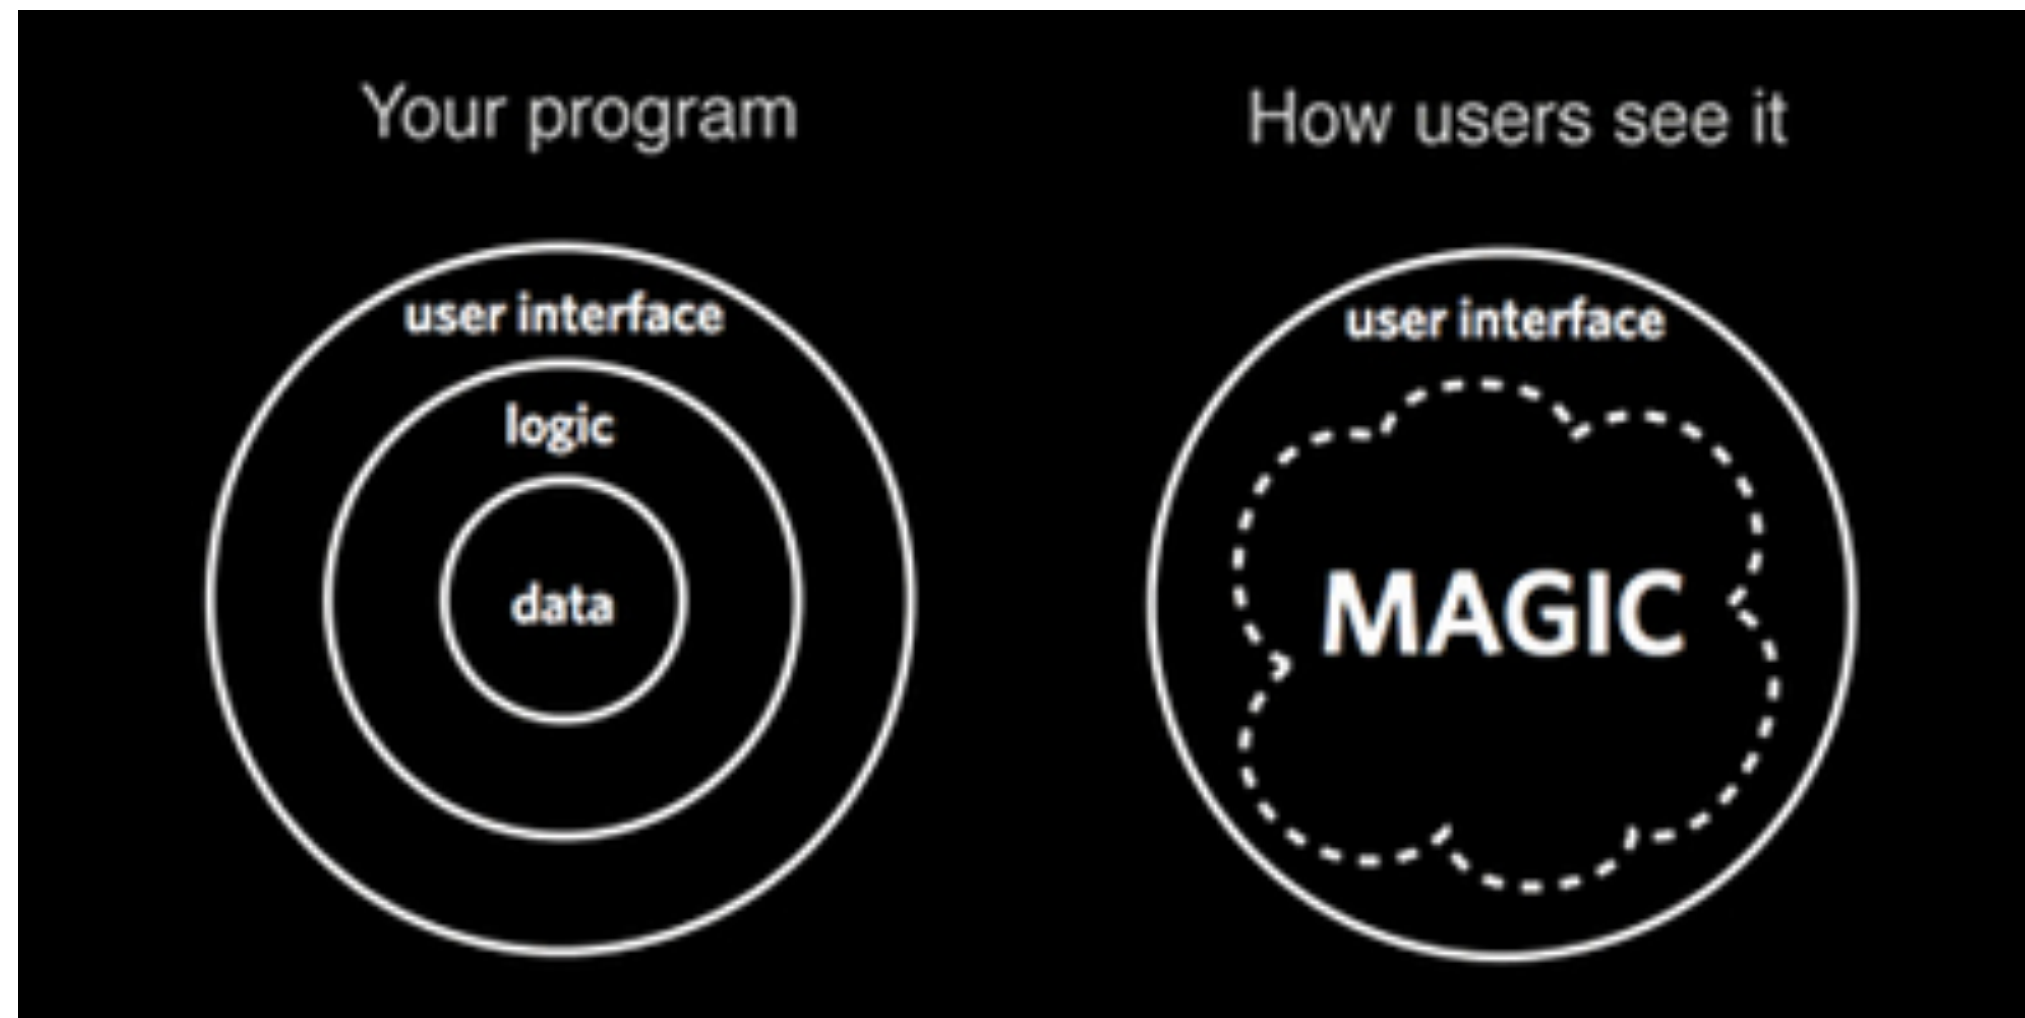 Your program
How users see it
user interface
logic
data
user interface
MAGIC